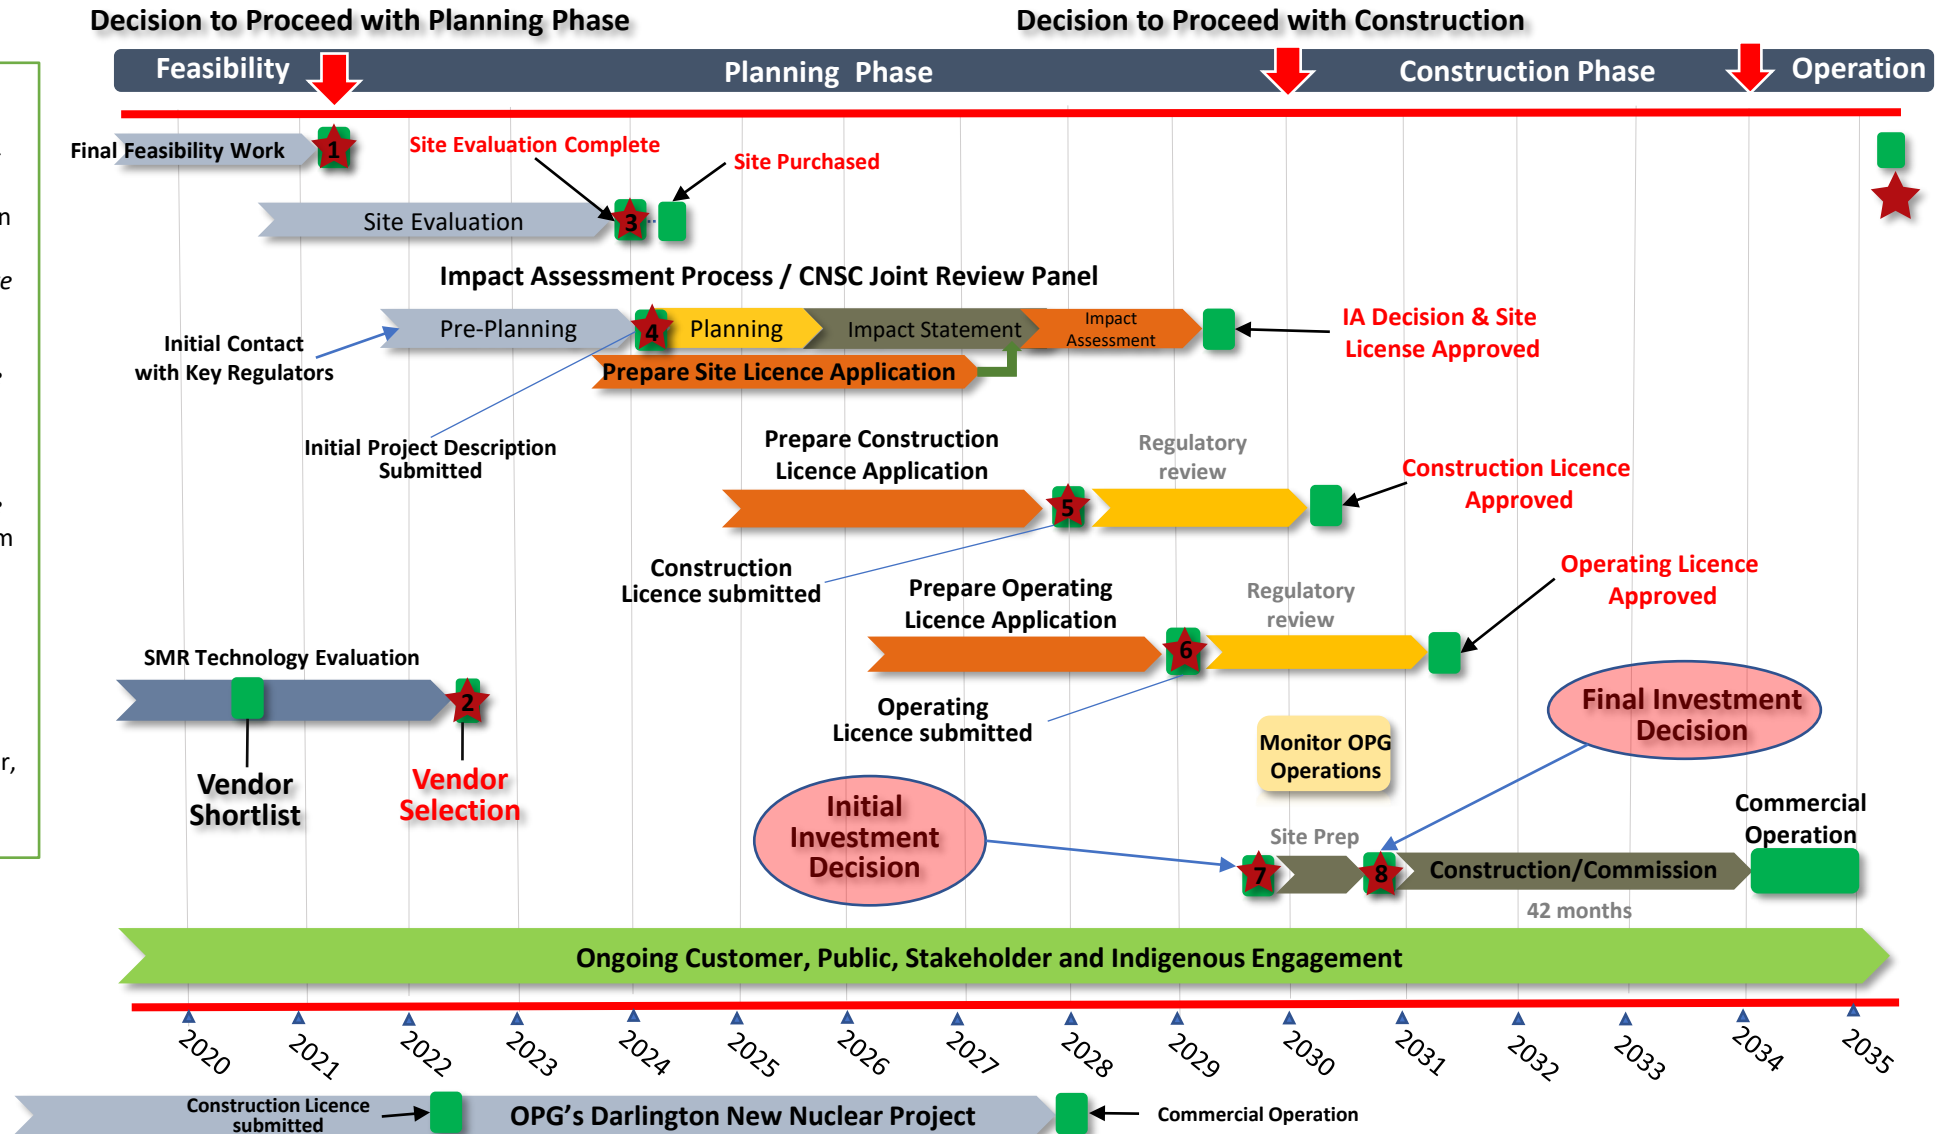 Decision to Proceed with Planning Phase
Decision to Proceed with Construction
Feasibility
Planning Phase
Construction Phase
Operation
Final Feasibility Work
1
Site Evaluation Complete
Site Purchased
n
Site Evaluation
3
e
Impact Assessment Process / CNSC Joint Review Panel
Pre-Planning
4
Planning
Impact Statement
Impact
Assessment
IA Decision & Site
License Approved
Initial Contact
with Key Regulators
Prepare Site Licence Application
Initial Project Description
Submitted
Prepare Construction
Licence Application
Regulatory
review
Construction Licence
Approved
5
m
Construction
Licence submitted
Prepare Operating
Licence Application
Regulatory
review
Operating Licence
Approved
SMR Technology Evaluation
6
2
Operating
Licence submitted
Final Investment
Decision
Monitor OPG
Operations
r,
Vendor
Shortlist
Vendor
Selection
Initial
Investment
Decision
Site Prep
Commercial
Operation
7
8
Construction/Commission
42 months
Ongoing Customer, Public, Stakeholder and Indigenous Engagement
2020
2021
2022
2023
2024
2025
2026
2027
2028
2029
2030
2031
2032
2033
2034
2035
Construction Licence
submitted
OPG's Darlington New Nuclear Project
Commercial Operation